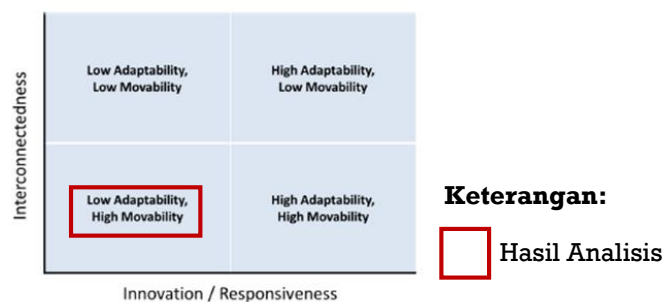 Interconnectedness
Low Adaptability,
Low Movability
High Adaptability,
Low Movability
Low Adaptability,
High Movability
High Adaptability,
High Movability
Innovation / Responsiveness
Keterangan:
Hasil Analisis